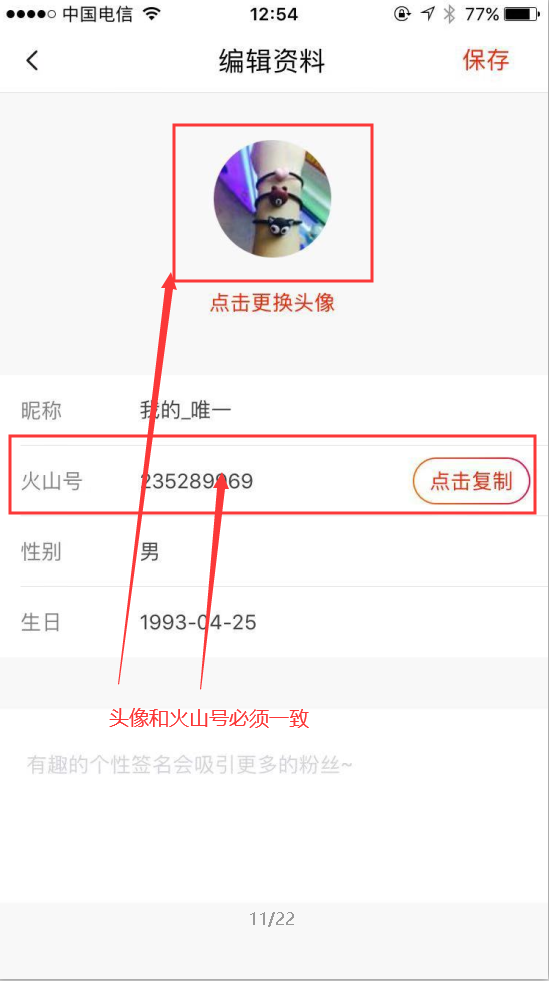 中国电信 12:54 77%
编辑资料 保存
点击更换头像
昵称 我的_唯一
火山号 235289969 点击复制
性别 男
生日 1993-04-25
头像和火山号必须一致
有趣的个性签名会吸引更多的粉丝~
11/22